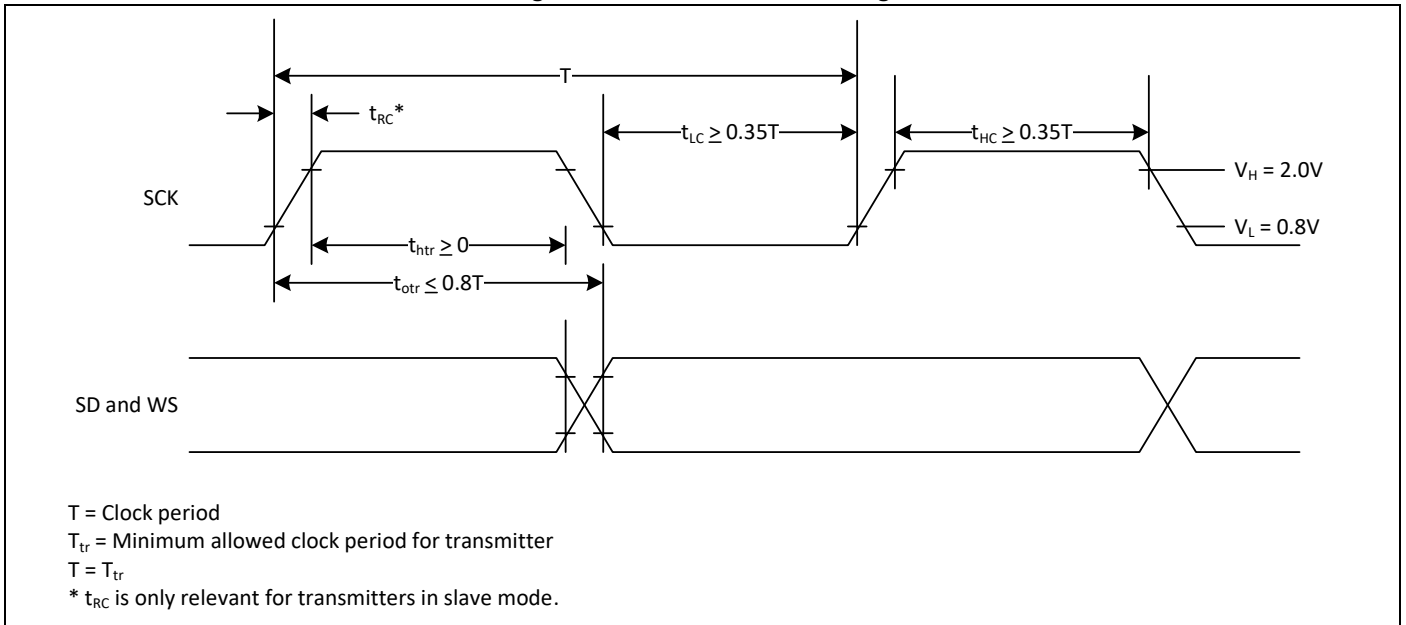 T
t_RC*
t_LC ≥ 0.35T
t_HC ≥ 0.35T
SCK
V_H = 2.0V
V_L = 0.8V
t_htr ≥ 0
t_otr ≤ 0.8T
SD and WS
T = Clock period
T_tr = Minimum allowed clock period for transmitter
T = T_tr
* t_RC is only relevant for transmitters in slave mode.